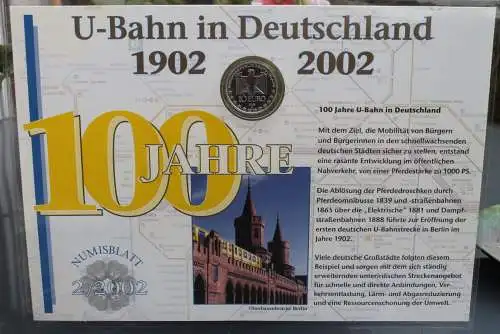 U-Bahn in Deutschland
1902 2002
10 EURO
100
JAHRE
100 Jahre U-Bahn in Deutschland
Mit dem Ziel, die Mobilität von Bürgern
und Bürgerinnen in den schnellwachsenden
deutschen Städten sicher zu stellen, entstand
eine rasante Entwicklung im öffentlichen
Nahverkehr, von einer Pferdestärke zu 1000 PS.
Die Ablösung der Pferdedroschken durch
Pferdeomnibusse 1839 und -straßenbahnen
1865 über die „Elektrische" 1881 und Dampf-
straßenbahnen 1888 führte zur Eröffnung der
ersten deutschen U-Bahnstrecke in Berlin im
Jahre 1902.
Viele deutsche Großstädte folgten diesem
Beispiel und sorgen mit dem sich ständig
erweiternden unterirdischen Streckenangebot
für schnelle und direkte Anbindungen, Ver-
kehrsentlastung, Lärm- und Abgasreduzierung
und eine Ressourcenschonung der Umwelt.
NUMISBLATT
2 2002
Oberbaumbrücke Berlin